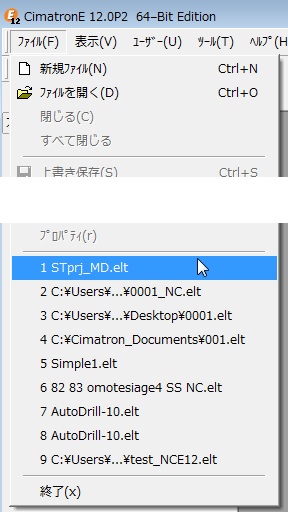 CimatronE 12.0P2 64-Bit Edition
ﾌｧｲﾙ(F) 表示(V) ﾕｰｻﾞｰ(U) ﾂｰﾙ(T) ﾍﾙﾌﾟ(H
新規ﾌｧｲﾙ(N) Ctrl+N
ﾌｧｲﾙを開く(D) Ctrl+O
閉じる(C)
すべて閉じる
上書き保存(S) Ctrl+S
ﾌﾟﾛﾊﾟﾃｨ(r)
1 STprj_MD.elt
2 C:¥Users¥...¥0001_NC.elt
3 C:¥Users¥...¥Desktop¥0001.elt
4 C:¥Cimatron_Documents¥001.elt
5 Simple1.elt
6 82 83 omotesiage4 SS NC.elt
7 AutoDrill-10.elt
8 AutoDrill-10.elt
9 C:¥Users¥...¥test_NCE12.elt
終了(x)